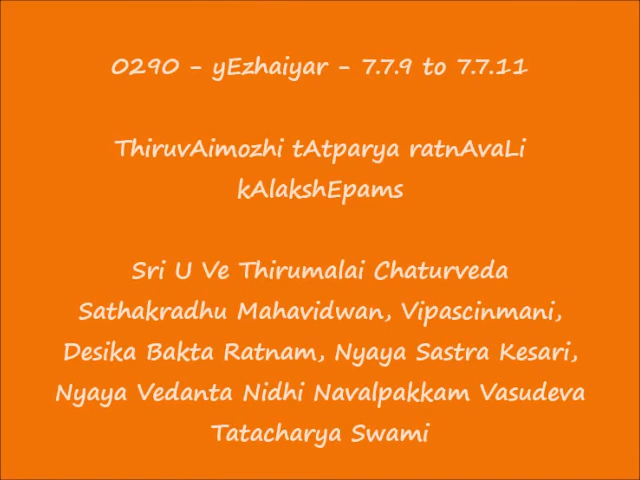 0290 - yEzhaiyar - 7.7.9 to 7.7.11
ThiruvAimozhi tAtparya ratnAvaLi
kAlakshEpams
Sri U Ve Thirumalai Chaturveda
Sathakradhu Mahavidwan, Vipascinmani,
Desika Bakta Ratnam, Nyaya Sastra Kesari,
Nyaya Vedanta Nidhi Navalpakkam Vasudeva
Tatacharya Swami